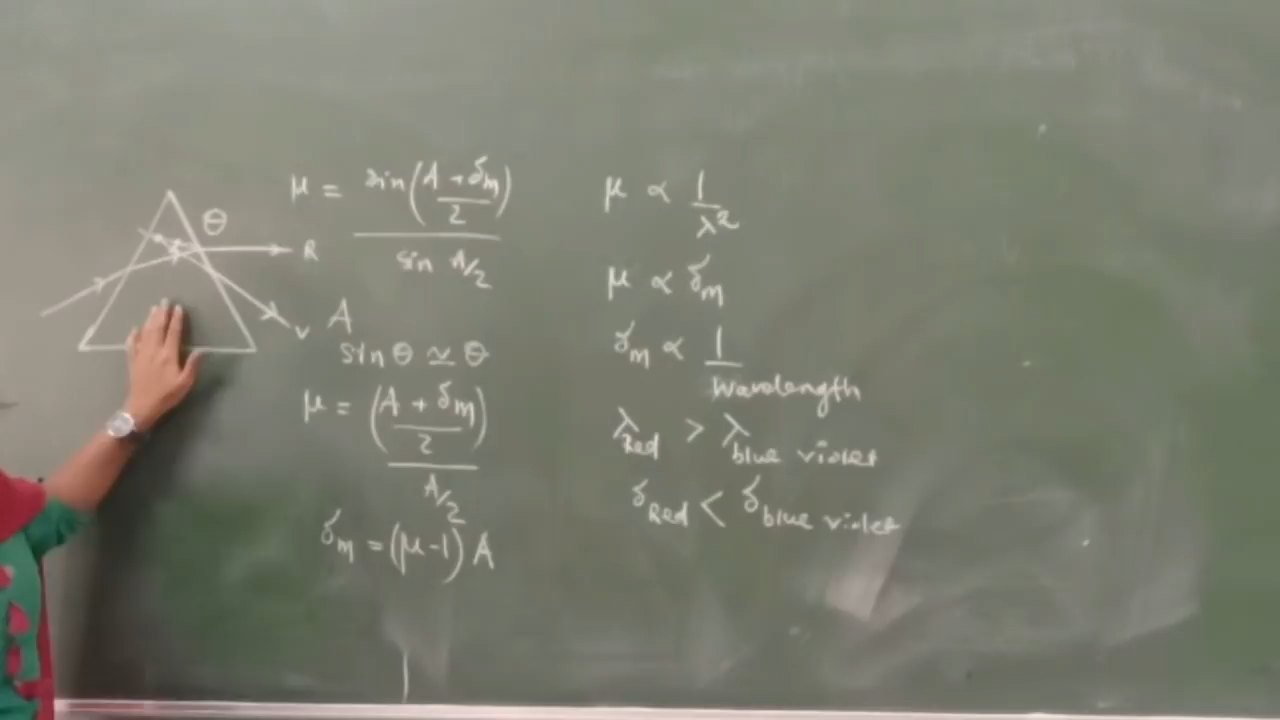 θ
R
V
μ = sin(A + δm / 2) / sin A/2
A
sin θ ≃ θ
μ = (A + δm / 2) / A/2
δm = (μ - 1) A
μ ∝ 1/λ²
μ ∝ δm
δm ∝ 1/Wavelength
λRed > λblue violet
δRed < δblue violet